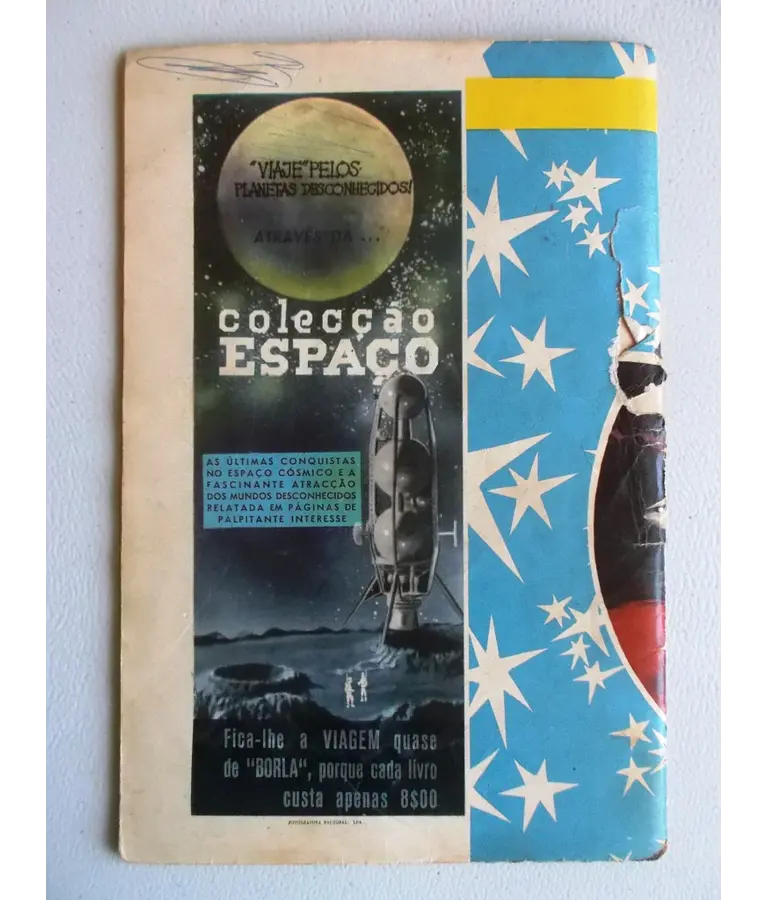 "VIAJE" PELOS
PLANETAS DESCONHECIDOS!
ATRAVÉS DA...
colecção
ESPAÇO
AS ÚLTIMAS CONQUISTAS
NO ESPAÇO CÓSMICO E A
FASCINANTE ATRACÇÃO
DOS MUNDOS DESCONHECIDOS
RELATADA EM PÁGINAS DE
PALPITANTE INTERESSE
Fica-lhe a VIAGEM quase
de "BORLA", porque cada livro
custa apenas 8$00